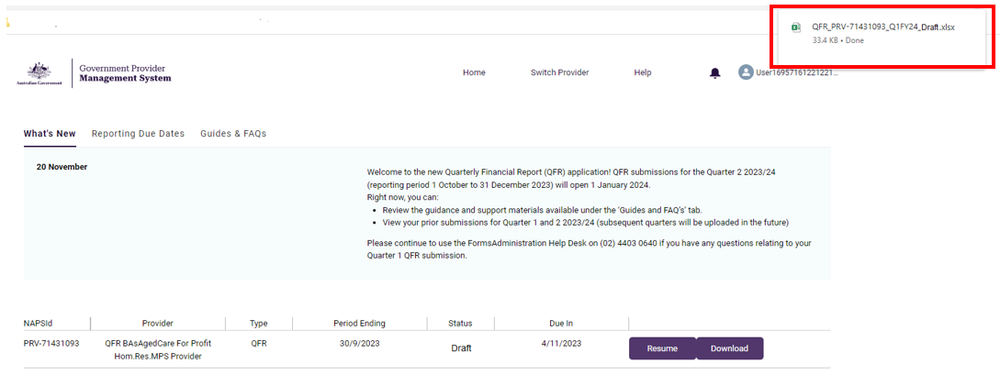 QFR_PRV-71431093_Q1FY24_Draft.xlsx
33.4 KB • Done
Australian Government
Government Provider
Management System
Home
Switch Provider
Help
User16957161221221...
What's New
Reporting Due Dates
Guides & FAQs
20 November
Welcome to the new Quarterly Financial Report (QFR) application! QFR submissions for the Quarter 2 2023/24
(reporting period 1 October to 31 December 2023) will open 1 January 2024.
Right now, you can:
• Review the guidance and support materials available under the 'Guides and FAQ's' tab.
• View your prior submissions for Quarter 1 and 2 2023/24 (subsequent quarters will be uploaded in the future)
Please continue to use the FormsAdministration Help Desk on (02) 4403 0640 if you have any questions relating to your
Quarter 1 QFR submission.
NAPSId
Provider
Type
Period Ending
Status
Due In
PRV-71431093
QFR BAsAgedCare For Profit
Hom.Res.MPS Provider
QFR
30/9/2023
Draft
4/11/2023
Resume
Download